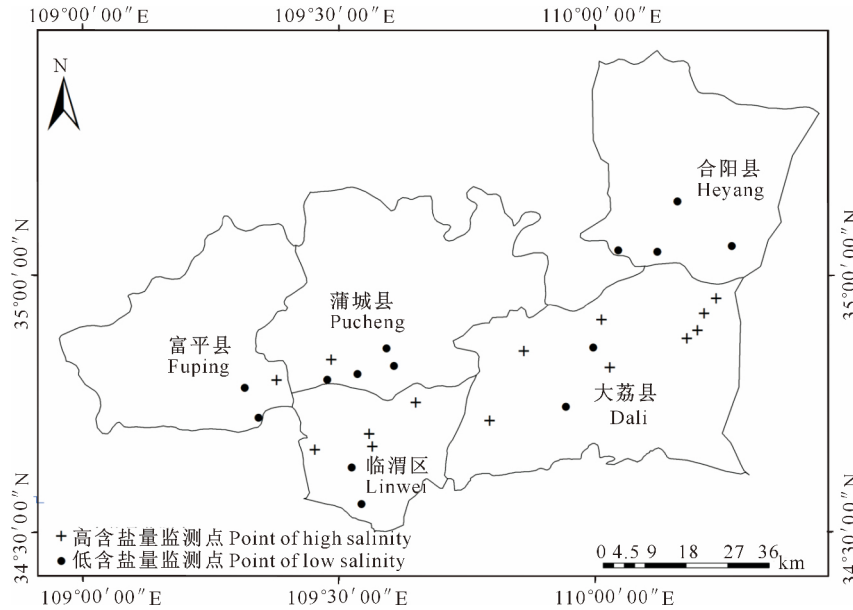 109°00′00″E 109°30′00″E 110°00′00″E
N
合阳县
Heyang
35°00′00″N 35°00′00″N
蒲城县
Pucheng
富平县
Fuping
大荔县
Dali
临渭区
Linwei
+ 高含盐量监测点 Point of high salinity
● 低含盐量监测点 Point of low salinity
0 4.5 9 18 27 36 km
34°30′00″N 34°30′00″N
109°00′00″E 109°30′00″E 110°00′00″E